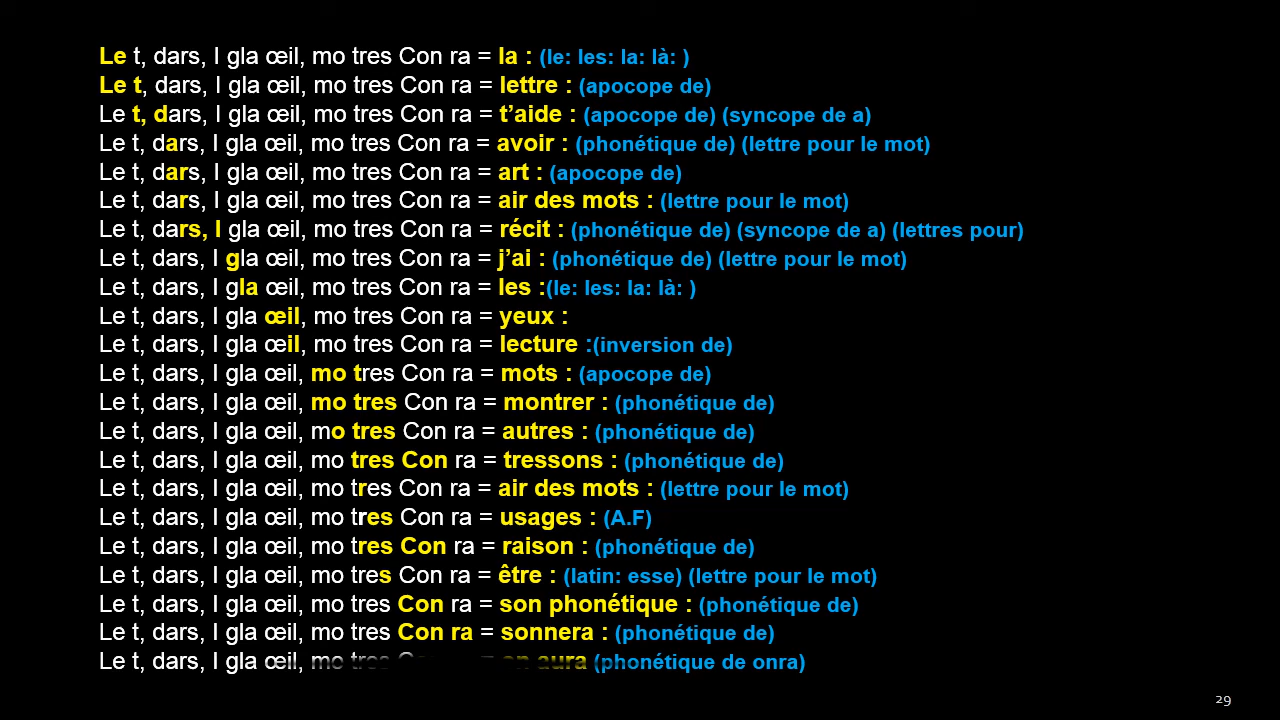 Le t, dars, I gla œil, mo tres Con ra = la : (le: les: la: là: )
Le t, dars, I gla œil, mo tres Con ra = lettre : (apocope de)
Le t, dars, I gla œil, mo tres Con ra = t’aide : (apocope de) (syncope de a)
Le t, dars, I gla œil, mo tres Con ra = avoir : (phonétique de) (lettre pour le mot)
Le t, dars, I gla œil, mo tres Con ra = art : (apocope de)
Le t, dars, I gla œil, mo tres Con ra = air des mots : (lettre pour le mot)
Le t, dars, I gla œil, mo tres Con ra = récit : (phonétique de) (syncope de a) (lettres pour)
Le t, dars, I gla œil, mo tres Con ra = j’ai : (phonétique de) (lettre pour le mot)
Le t, dars, I gla œil, mo tres Con ra = les :(le: les: la: là: )
Le t, dars, I gla œil, mo tres Con ra = yeux :
Le t, dars, I gla œil, mo tres Con ra = lecture :(inversion de)
Le t, dars, I gla œil, mo tres Con ra = mots : (apocope de)
Le t, dars, I gla œil, mo tres Con ra = montrer : (phonétique de)
Le t, dars, I gla œil, mo tres Con ra = autres : (phonétique de)
Le t, dars, I gla œil, mo tres Con ra = tressons : (phonétique de)
Le t, dars, I gla œil, mo tres Con ra = air des mots : (lettre pour le mot)
Le t, dars, I gla œil, mo tres Con ra = usages : (A.F)
Le t, dars, I gla œil, mo tres Con ra = raison : (phonétique de)
Le t, dars, I gla œil, mo tres Con ra = être : (latin: esse) (lettre pour le mot)
Le t, dars, I gla œil, mo tres Con ra = son phonétique : (phonétique de)
Le t, dars, I gla œil, mo tres Con ra = sonnera : (phonétique de)
Le t, dars, I gla œil, mo tres = on aura (phonétique de onra)
29